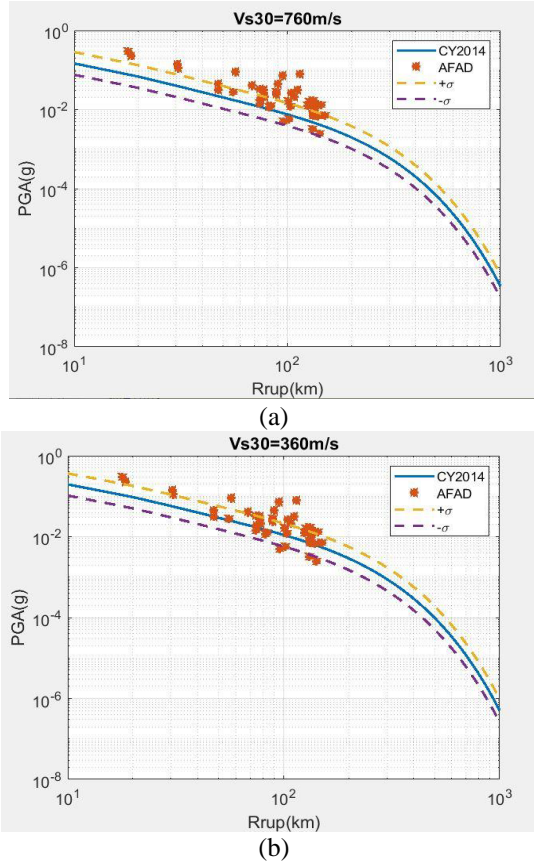 Vs30=760m/s
CY2014
AFAD
+σ
-σ
10^0
10^-2
10^-4
10^-6
10^-8
PGA(g)
10^1
10^2
10^3
Rrup(km)
(a)
Vs30=360m/s
CY2014
AFAD
+σ
-σ
10^0
10^-2
10^-4
10^-6
10^-8
PGA(g)
10^1
10^2
10^3
Rrup(km)
(b)